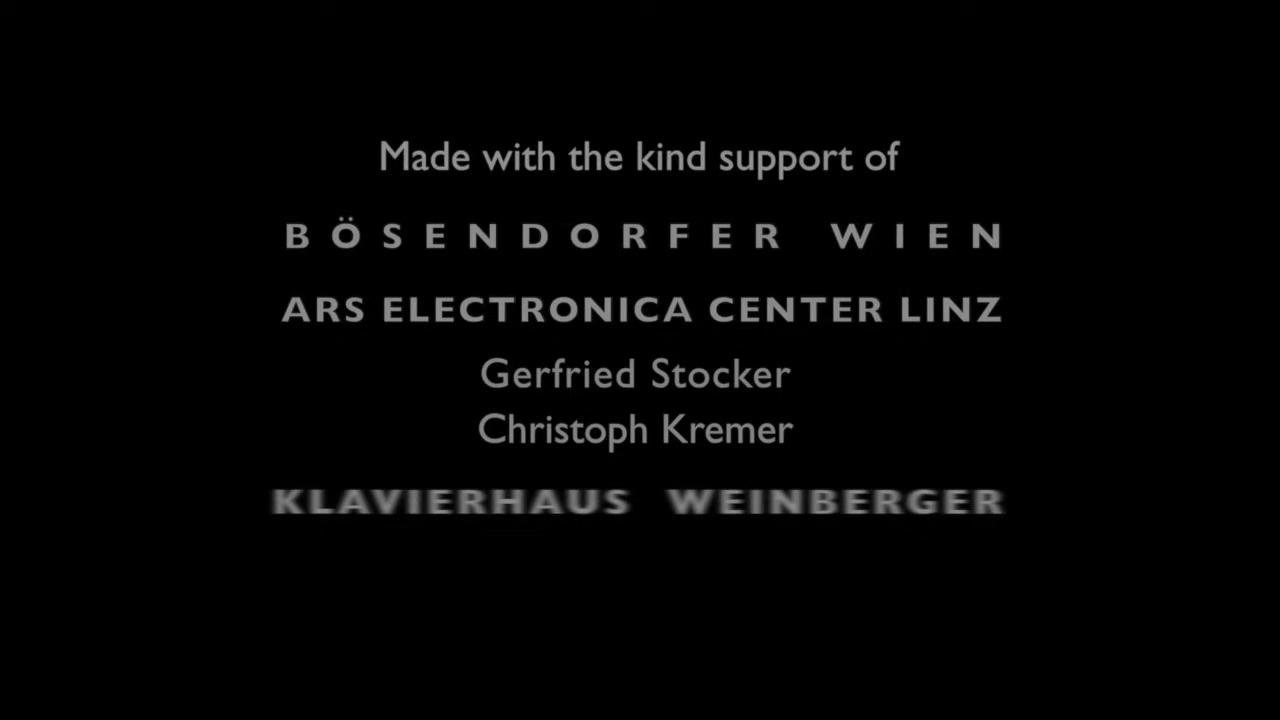 Made with the kind support of
BÖSENDORFER WIEN
ARS ELECTRONICA CENTER LINZ
Gerfried Stocker
Christoph Kremer
KLAVIERHAUS WEINBERGER